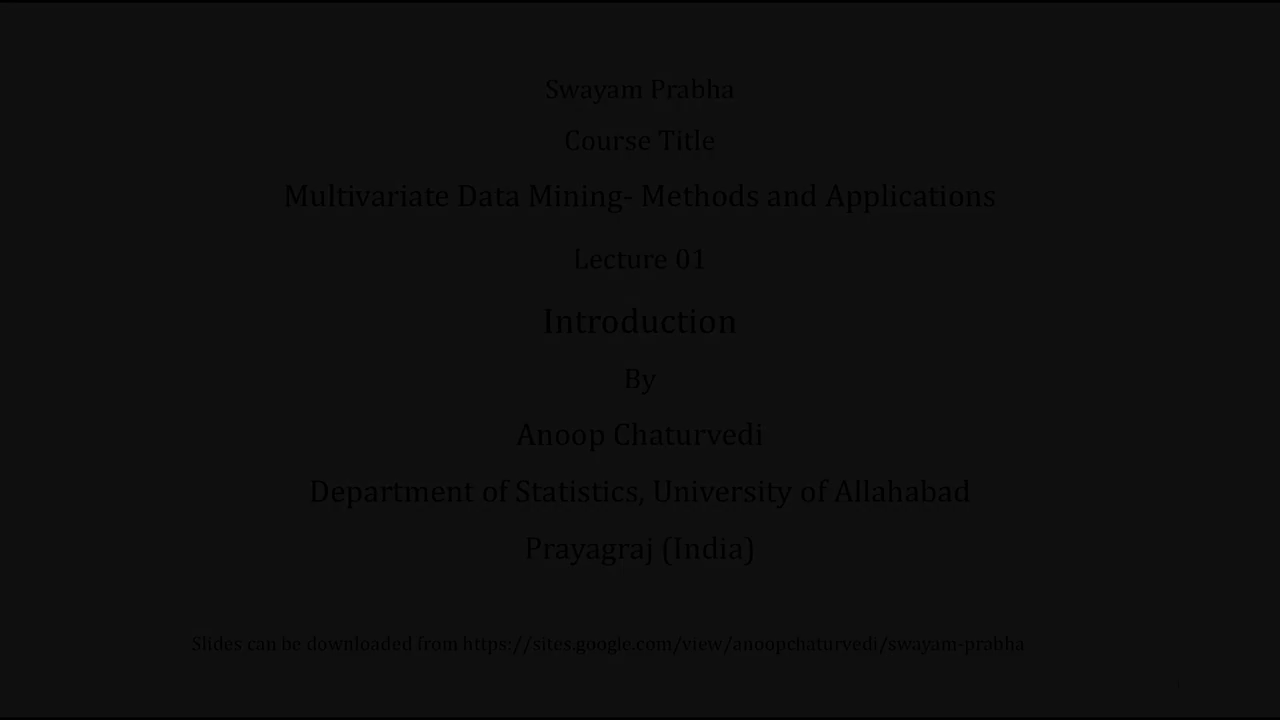 Swayam Prabha
Course Title
Multivariate Data Mining- Methods and Applications
Lecture 01
Introduction
By
Anoop Chaturvedi
Department of Statistics, University of Allahabad
Prayagraj (India)
Slides can be downloaded from https://sites.google.com/view/anoopchaturvedi/swayam-prabha